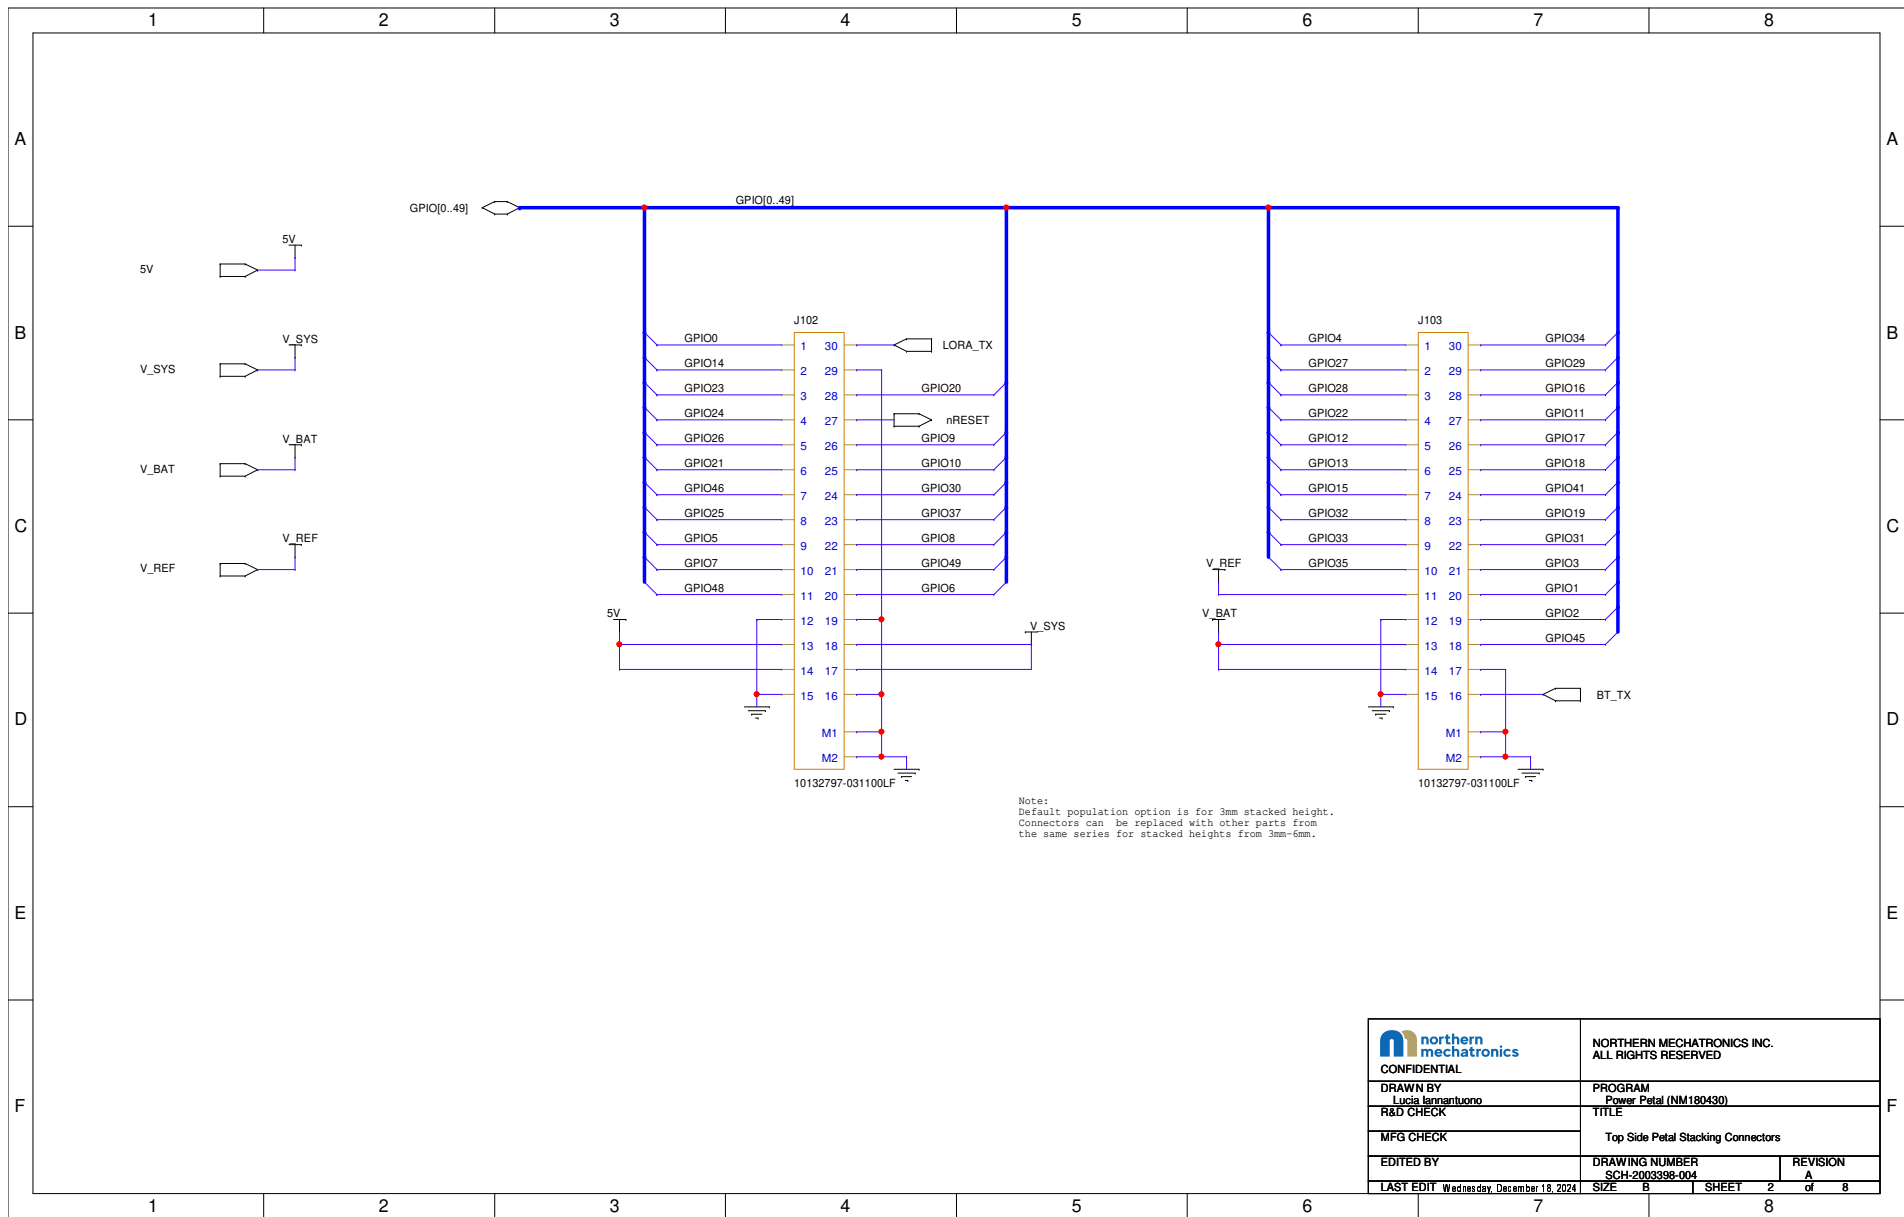 1 2 3 4 5 6 7 8
A A
GPIO[0..49] GPIO[0..49]
5V
5V
B B
J102 J103
V_SYS
V_SYS
GPIO0 1 30 LORA_TX GPIO4 1 30 GPIO34
GPIO14 2 29 GPIO27 2 29 GPIO29
GPIO23 3 28 GPIO20 GPIO28 3 28 GPIO16
GPIO24 4 27 nRESET GPIO22 4 27 GPIO11
V_BAT
GPIO26 5 26 GPIO9 GPIO12 5 26 GPIO17
V_BAT
GPIO21 6 25 GPIO10 GPIO13 6 25 GPIO18
GPIO46 7 24 GPIO30 GPIO15 7 24 GPIO41
GPIO25 8 23 GPIO37 GPIO32 8 23 GPIO19
C C
V_REF
GPIO5 9 22 GPIO8 GPIO33 9 22 GPIO31
V_REF
GPIO7 10 21 GPIO49 V_REF GPIO35 10 21 GPIO3
GPIO48 11 20 GPIO6 11 20 GPIO1
5V 12 19 V_BAT 12 19 GPIO2
13 18 V_SYS 13 18 GPIO45
14 17 14 17
15 16 15 16 BT_TX
D D
M1 M1
M2 M2
10132797-031100LF 10132797-031100LF
Note:
Default population option is for 3mm stacked height.
Connectors can be replaced with other parts from
the same series for stacked heights from 3mm-6mm.
E E
northern
mechatronics
CONFIDENTIAL
NORTHERN MECHATRONICS INC.
ALL RIGHTS RESERVED
DRAWN BY
Lucia Iannantuono
PROGRAM
Power Petal (NM180430)
F F
R&D CHECK
TITLE
MFG CHECK
Top Side Petal Stacking Connectors
EDITED BY
DRAWING NUMBER
SCH-2003398-004
REVISION
A
LAST EDIT Wednesday, December 18, 2024
SIZE B SHEET 2 of 8
1 2 3 4 5 6 7 8